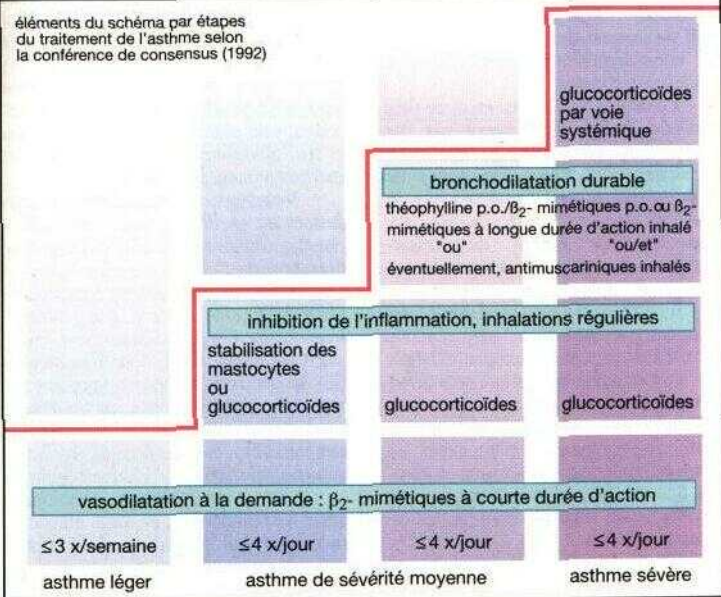 éléments du schéma par étapes
du traitement de l'asthme selon
la conférence de consensus (1992)
glucocorticoïdes
par voie
systémique
bronchodilatation durable
théophylline p.o./β₂- mimétiques p.o.ou β₂-
mimétiques à longue durée d'action inhalé
"ou" "ou/et"
éventuellement, antimuscariniques inhalés
inhibition de l'inflammation, inhalations régulières
stabilisation des
mastocytes
ou
glucocorticoïdes glucocorticoïdes glucocorticoïdes
vasodilatation à la demande : β₂- mimétiques à courte durée d'action
≤3 x/semaine ≤4 x/jour ≤4 x/jour ≤4 x/jour
asthme léger asthme de sévérité moyenne asthme sévère